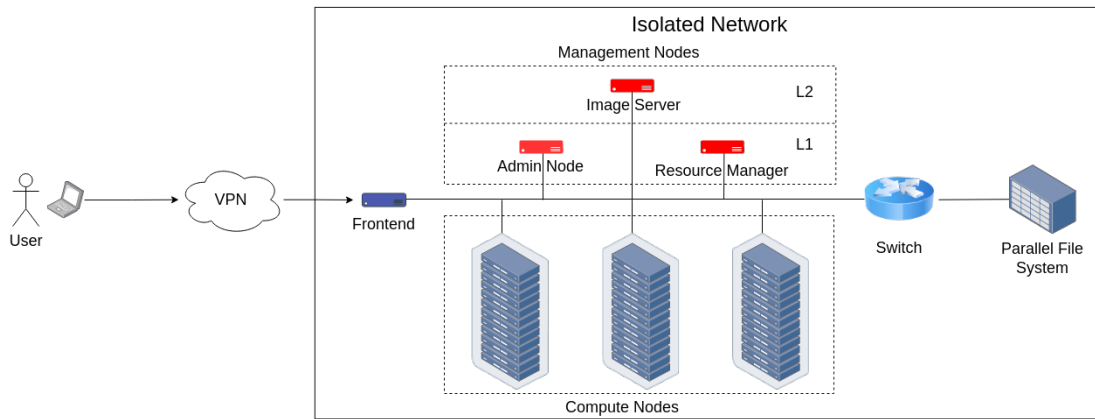 Isolated Network
Management Nodes
Image Server
L2
L1
Admin Node
Resource Manager
User
VPN
Frontend
Switch
Parallel File
System
Compute Nodes